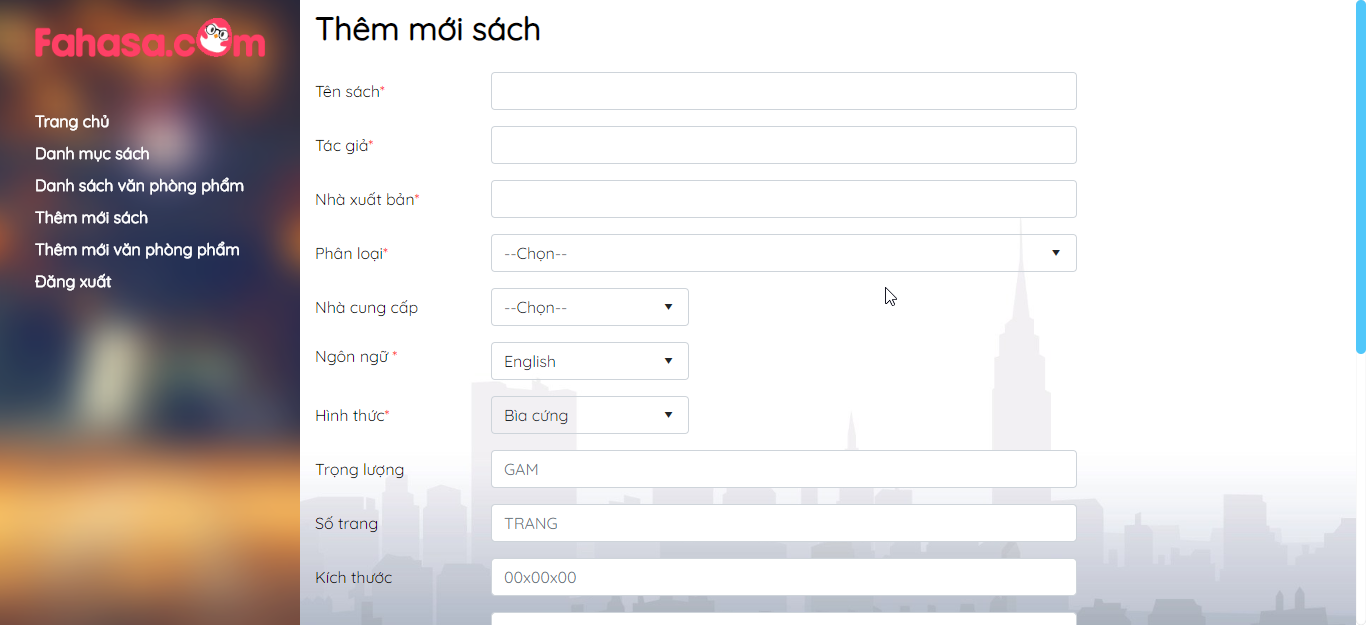 Fahasa.com
Trang chủ
Danh mục sách
Danh sách văn phòng phẩm
Thêm mới sách
Thêm mới văn phòng phẩm
Đăng xuất
Thêm mới sách
Tên sách*
Tác giả*
Nhà xuất bản*
Phân loại* --Chọn--
Nhà cung cấp --Chọn--
Ngôn ngữ * English
Hình thức* Bìa cứng
Trọng lượng GAM
Số trang TRANG
Kích thước 00x00x00